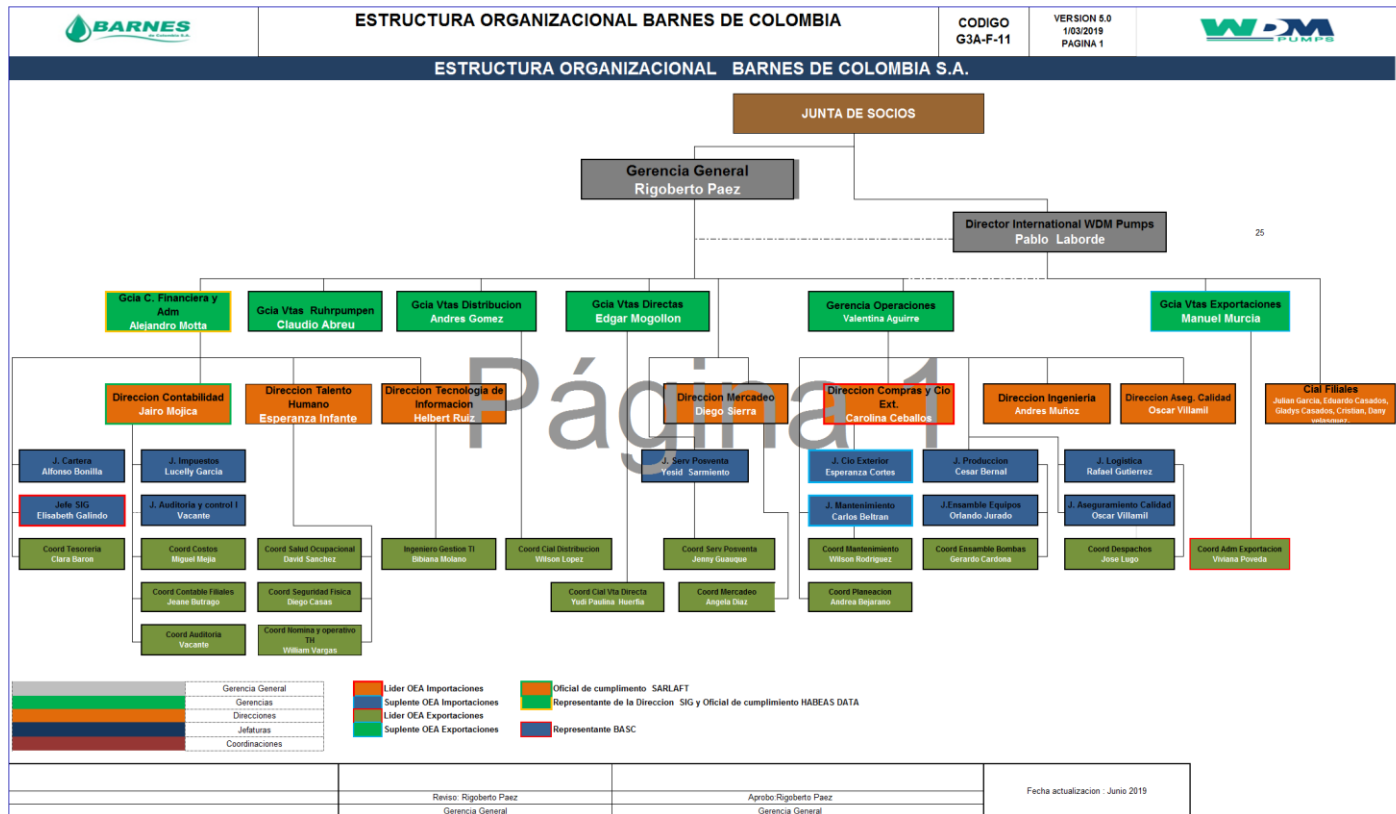 BARNES
de Colombia S.A.
ESTRUCTURA ORGANIZACIONAL BARNES DE COLOMBIA
CODIGO
G3A-F-11
VERSION 5.0
1/03/2019
PAGINA 1
WDM
PUMPS
ESTRUCTURA ORGANIZACIONAL BARNES DE COLOMBIA S.A.
JUNTA DE SOCIOS
Gerencia General
Rigoberto Paez
Director International WDM Pumps
Pablo Laborde
25
Gcia C. Financiera y
Adm
Alejandro Motta
Gcia Vtas Ruhrpumpen
Claudio Abreu
Gcia Vtas Distribucion
Andres Gomez
Gcia Vtas Directas
Edgar Mogollon
Gerencia Operaciones
Valentina Aguirre
Gcia Vtas Exportaciones
Manuel Murcia
Página 1
Direccion Contabilidad
Jairo Mojica
Direccion Talento
Humano
Esperanza Infante
Direccion Tecnologia de
Informacion
Helbert Ruiz
Direccion Mercadeo
Diego Sierra
Direccion Compras y Cio
Ext.
Carolina Ceballos
Direccion Ingenieria
Andres Muñoz
Direccion Aseg. Calidad
Oscar Villamil
Cial Filiales
Julian Garcia, Eduardo Casados,
Gladys Casados, Cristian, Dany
velasquez.
J. Cartera
Alfonso Bonilla
J. Impuestos
Lucelly Garcia
J. Serv Posventa
Yesid Sarmiento
J. Cio Exterior
Esperanza Cortes
J. Produccion
Cesar Bernal
J. Logistica
Rafael Gutierrez
Jefe SIG
Elisabeth Galindo
J. Auditoria y control I
Vacante
J. Mantenimiento
Carlos Beltran
J.Ensamble Equipos
Orlando Jurado
J. Aseguramiento Calidad
Oscar Villamil
Coord Tesoreria
Clara Baron
Coord Costos
Miguel Mejia
Coord Salud Ocupacional
David Sanchez
Ingeniero Gestion TI
Bibiana Molano
Coord Cial Distribucion
Wilson Lopez
Coord Serv Posventa
Jenny Guauque
Coord Mantenimiento
Wilson Rodriguez
Coord Ensamble Bombas
Gerardo Cardona
Coord Despachos
Jose Lugo
Coord Adm Exportacion
Viviana Poveda
Coord Contable Filiales
Jeane Butrago
Coord Seguridad Fisica
Diego Casas
Coord Cial Vta Directa
Yudi Paulina Huerfia
Coord Mercadeo
Angela Diaz
Coord Planeacion
Andrea Bejarano
Coord Auditoria
Vacante
Coord Nomina y operativo
TH
William Vargas
Gerencia General
Gerencias
Direcciones
Jefaturas
Coordinaciones
Lider OEA Importaciones
Suplente OEA Importaciones
Lider OEA Exportaciones
Suplente OEA Exportaciones
Oficial de cumplimento SARLAFT
Representante de la Direccion SIG y Oficial de cumplimiento HABEAS DATA
Representante BASC
Reviso: Rigoberto Paez
Gerencia General
Aprobo:Rigoberto Paez
Gerencia General
Fecha actualizacion : Junio 2019